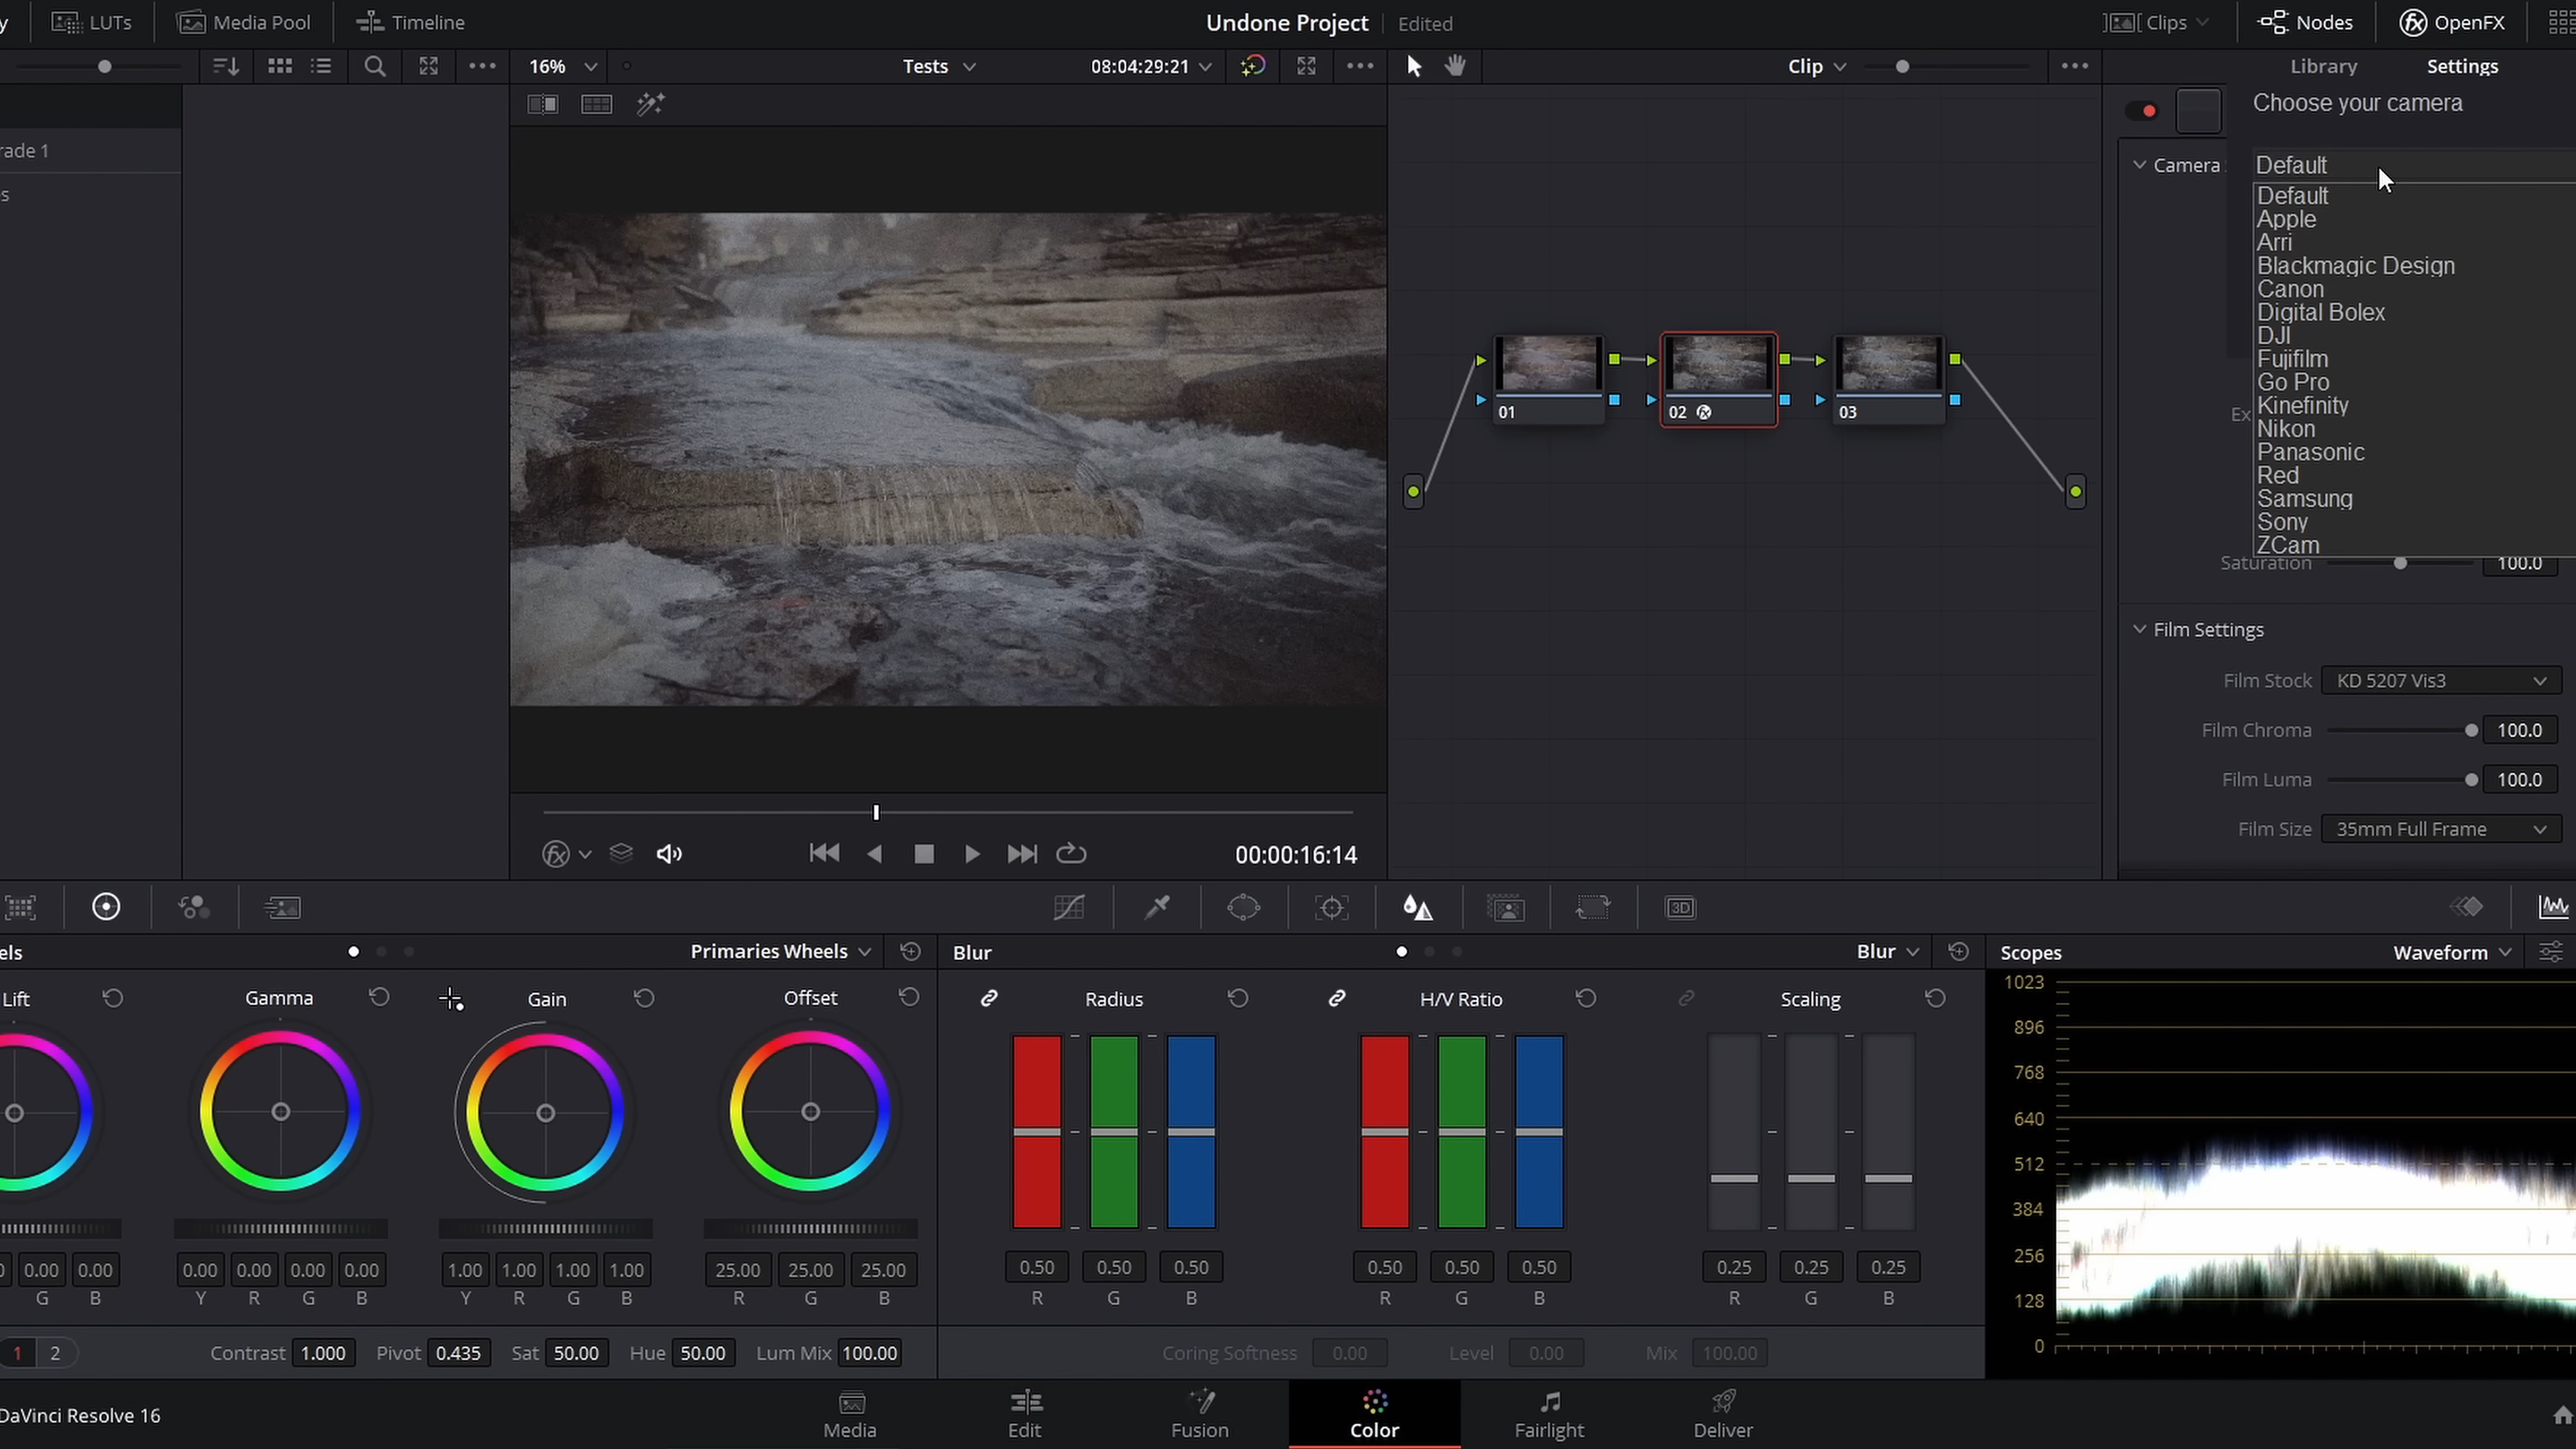 y LUTs Media Pool Timeline Undone Project Edited Clips Nodes OpenFX
16% Tests 08:04:29:21 Clip Library Settings
Choose your camera
rade 1
s
Camera
Default
Default
Apple
Arri
Blackmagic Design
Canon
Digital Bolex
DJI
Fujifilm
Go Pro
Kinefinity
Nikon
Panasonic
Red
Samsung
Sony
ZCam
Ex
01 02 03
Saturation 100.0
Film Settings
Film Stock KD 5207 Vis3
Film Chroma 100.0
Film Luma 100.0
Film Size 35mm Full Frame
00:00:16:14
3D
els Primaries Wheels Blur Blur Scopes Waveform
Lift Gamma Gain Offset Radius H/V Ratio Scaling
1023
896
768
640
512
384
256
128
0
0 0.00 0.00 0.00 0.00 0.00 0.00 1.00 1.00 1.00 1.00 25.00 25.00 25.00 0.50 0.50 0.50 0.50 0.50 0.50 0.25 0.25 0.25
G B Y R G B Y R G B R G B R G B R G B R G B
1 2 Contrast 1.000 Pivot 0.435 Sat 50.00 Hue 50.00 Lum Mix 100.00 Coring Softness 0.00 Level 0.00 Mix 100.00
DaVinci Resolve 16 Media Edit Fusion Color Fairlight Deliver